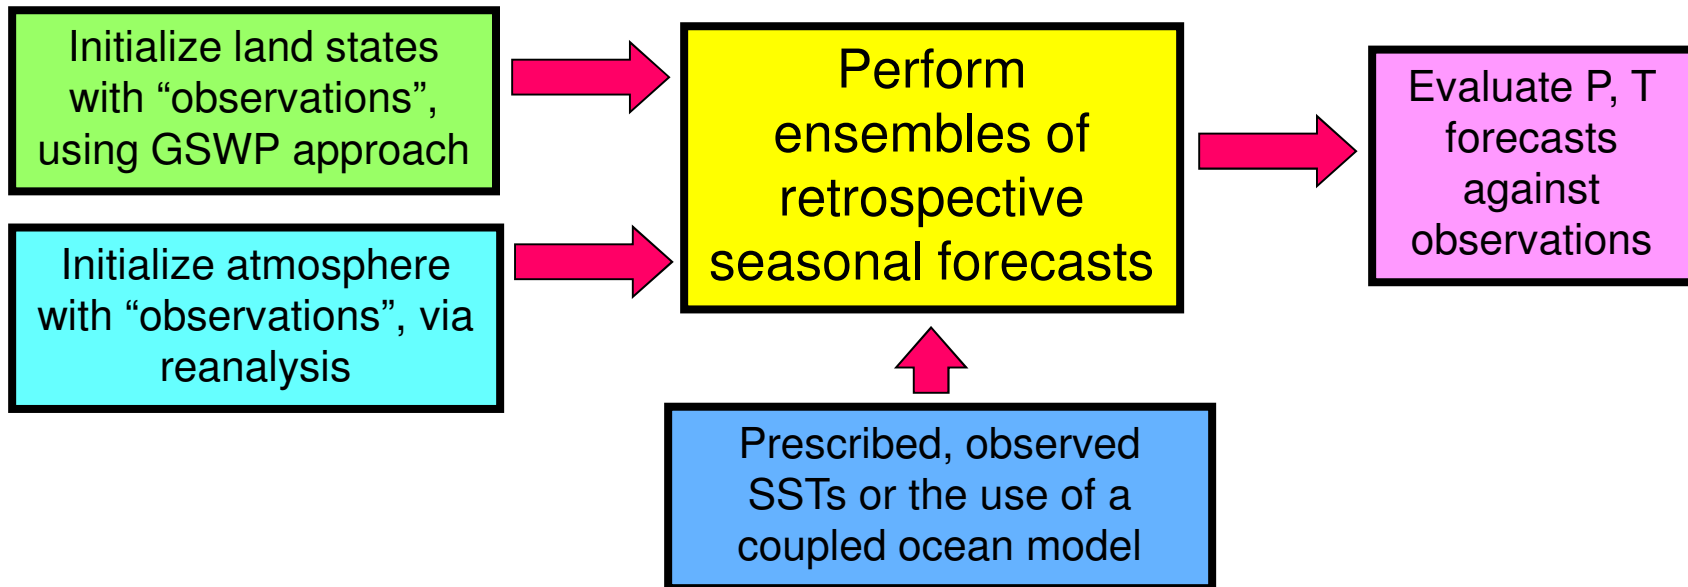 Initialize land states
with “observations”,
using GSWP approach
Initialize atmosphere
with “observations”, via
reanalysis
Perform
ensembles of
retrospective
seasonal forecasts
Prescribed, observed
SSTs or the use of a
coupled ocean model
Evaluate P, T
forecasts
against
observations